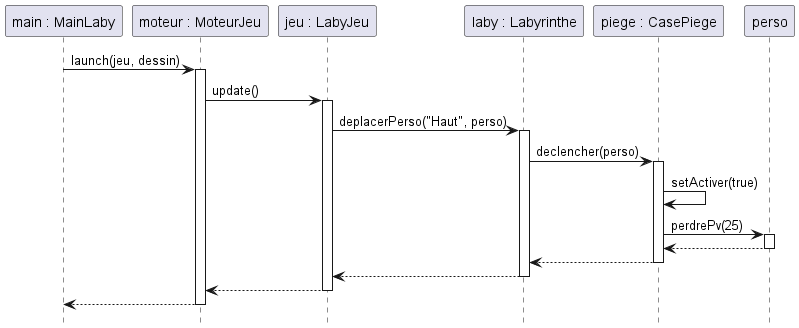 main : MainLaby
moteur : MoteurJeu
jeu : LabyJeu
laby : Labyrinthe
piege : CasePiege
perso
launch(jeu, dessin)
update()
deplacerPerso("Haut", perso)
declencher(perso)
setActiver(true)
perdrePv(25)